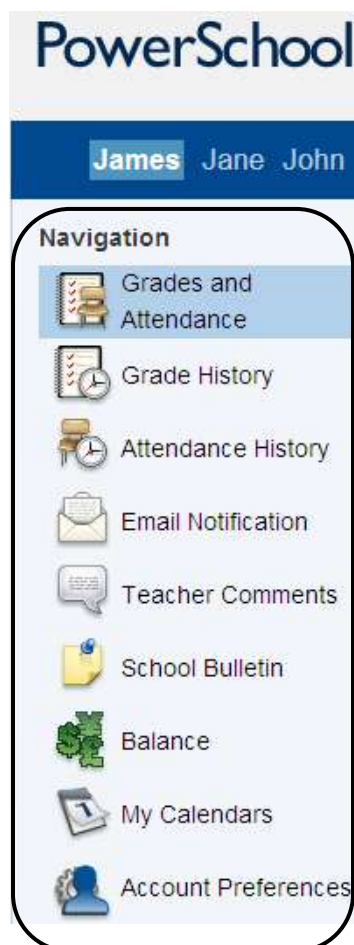 PowerSchool
James Jane John
Navigation
Grades and
Attendance
Grade History
Attendance History
Email Notification
Teacher Comments
School Bulletin
Balance
My Calendars
Account Preferences